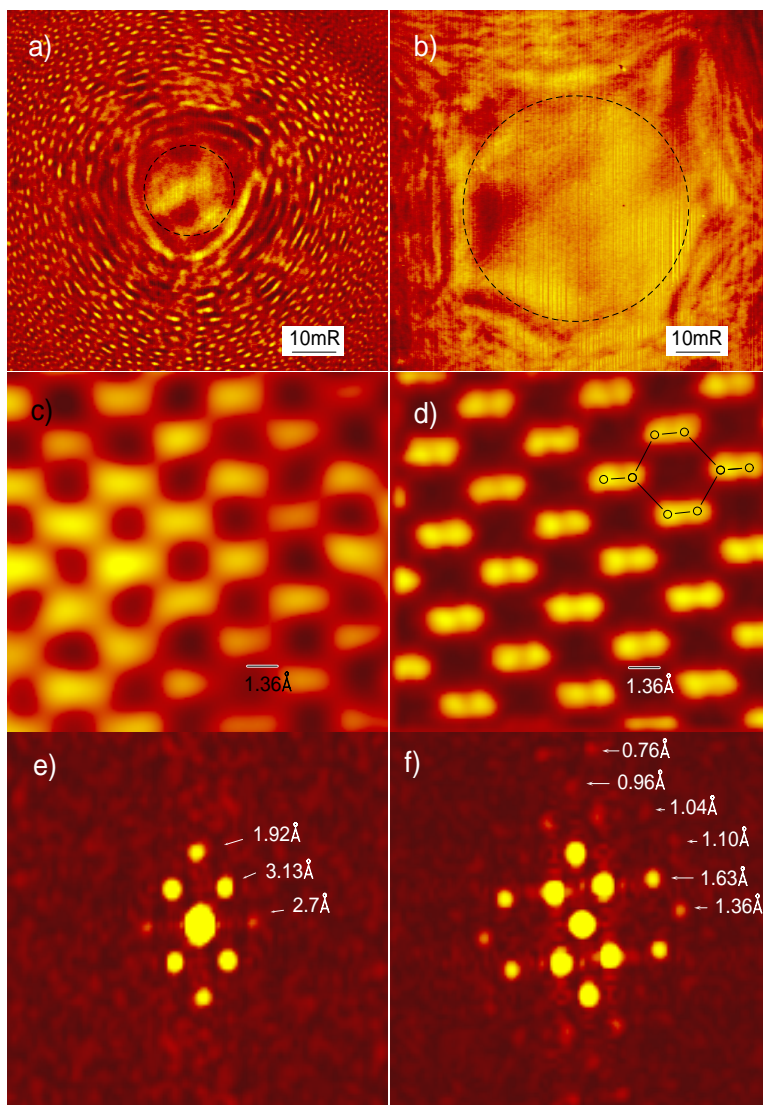 a)
b)
10mR
10mR
c)
d)
1.36Å
1.36Å
e)
f)
0.76Å
0.96Å
1.04Å
1.10Å
1.63Å
1.36Å
1.92Å
3.13Å
2.7Å